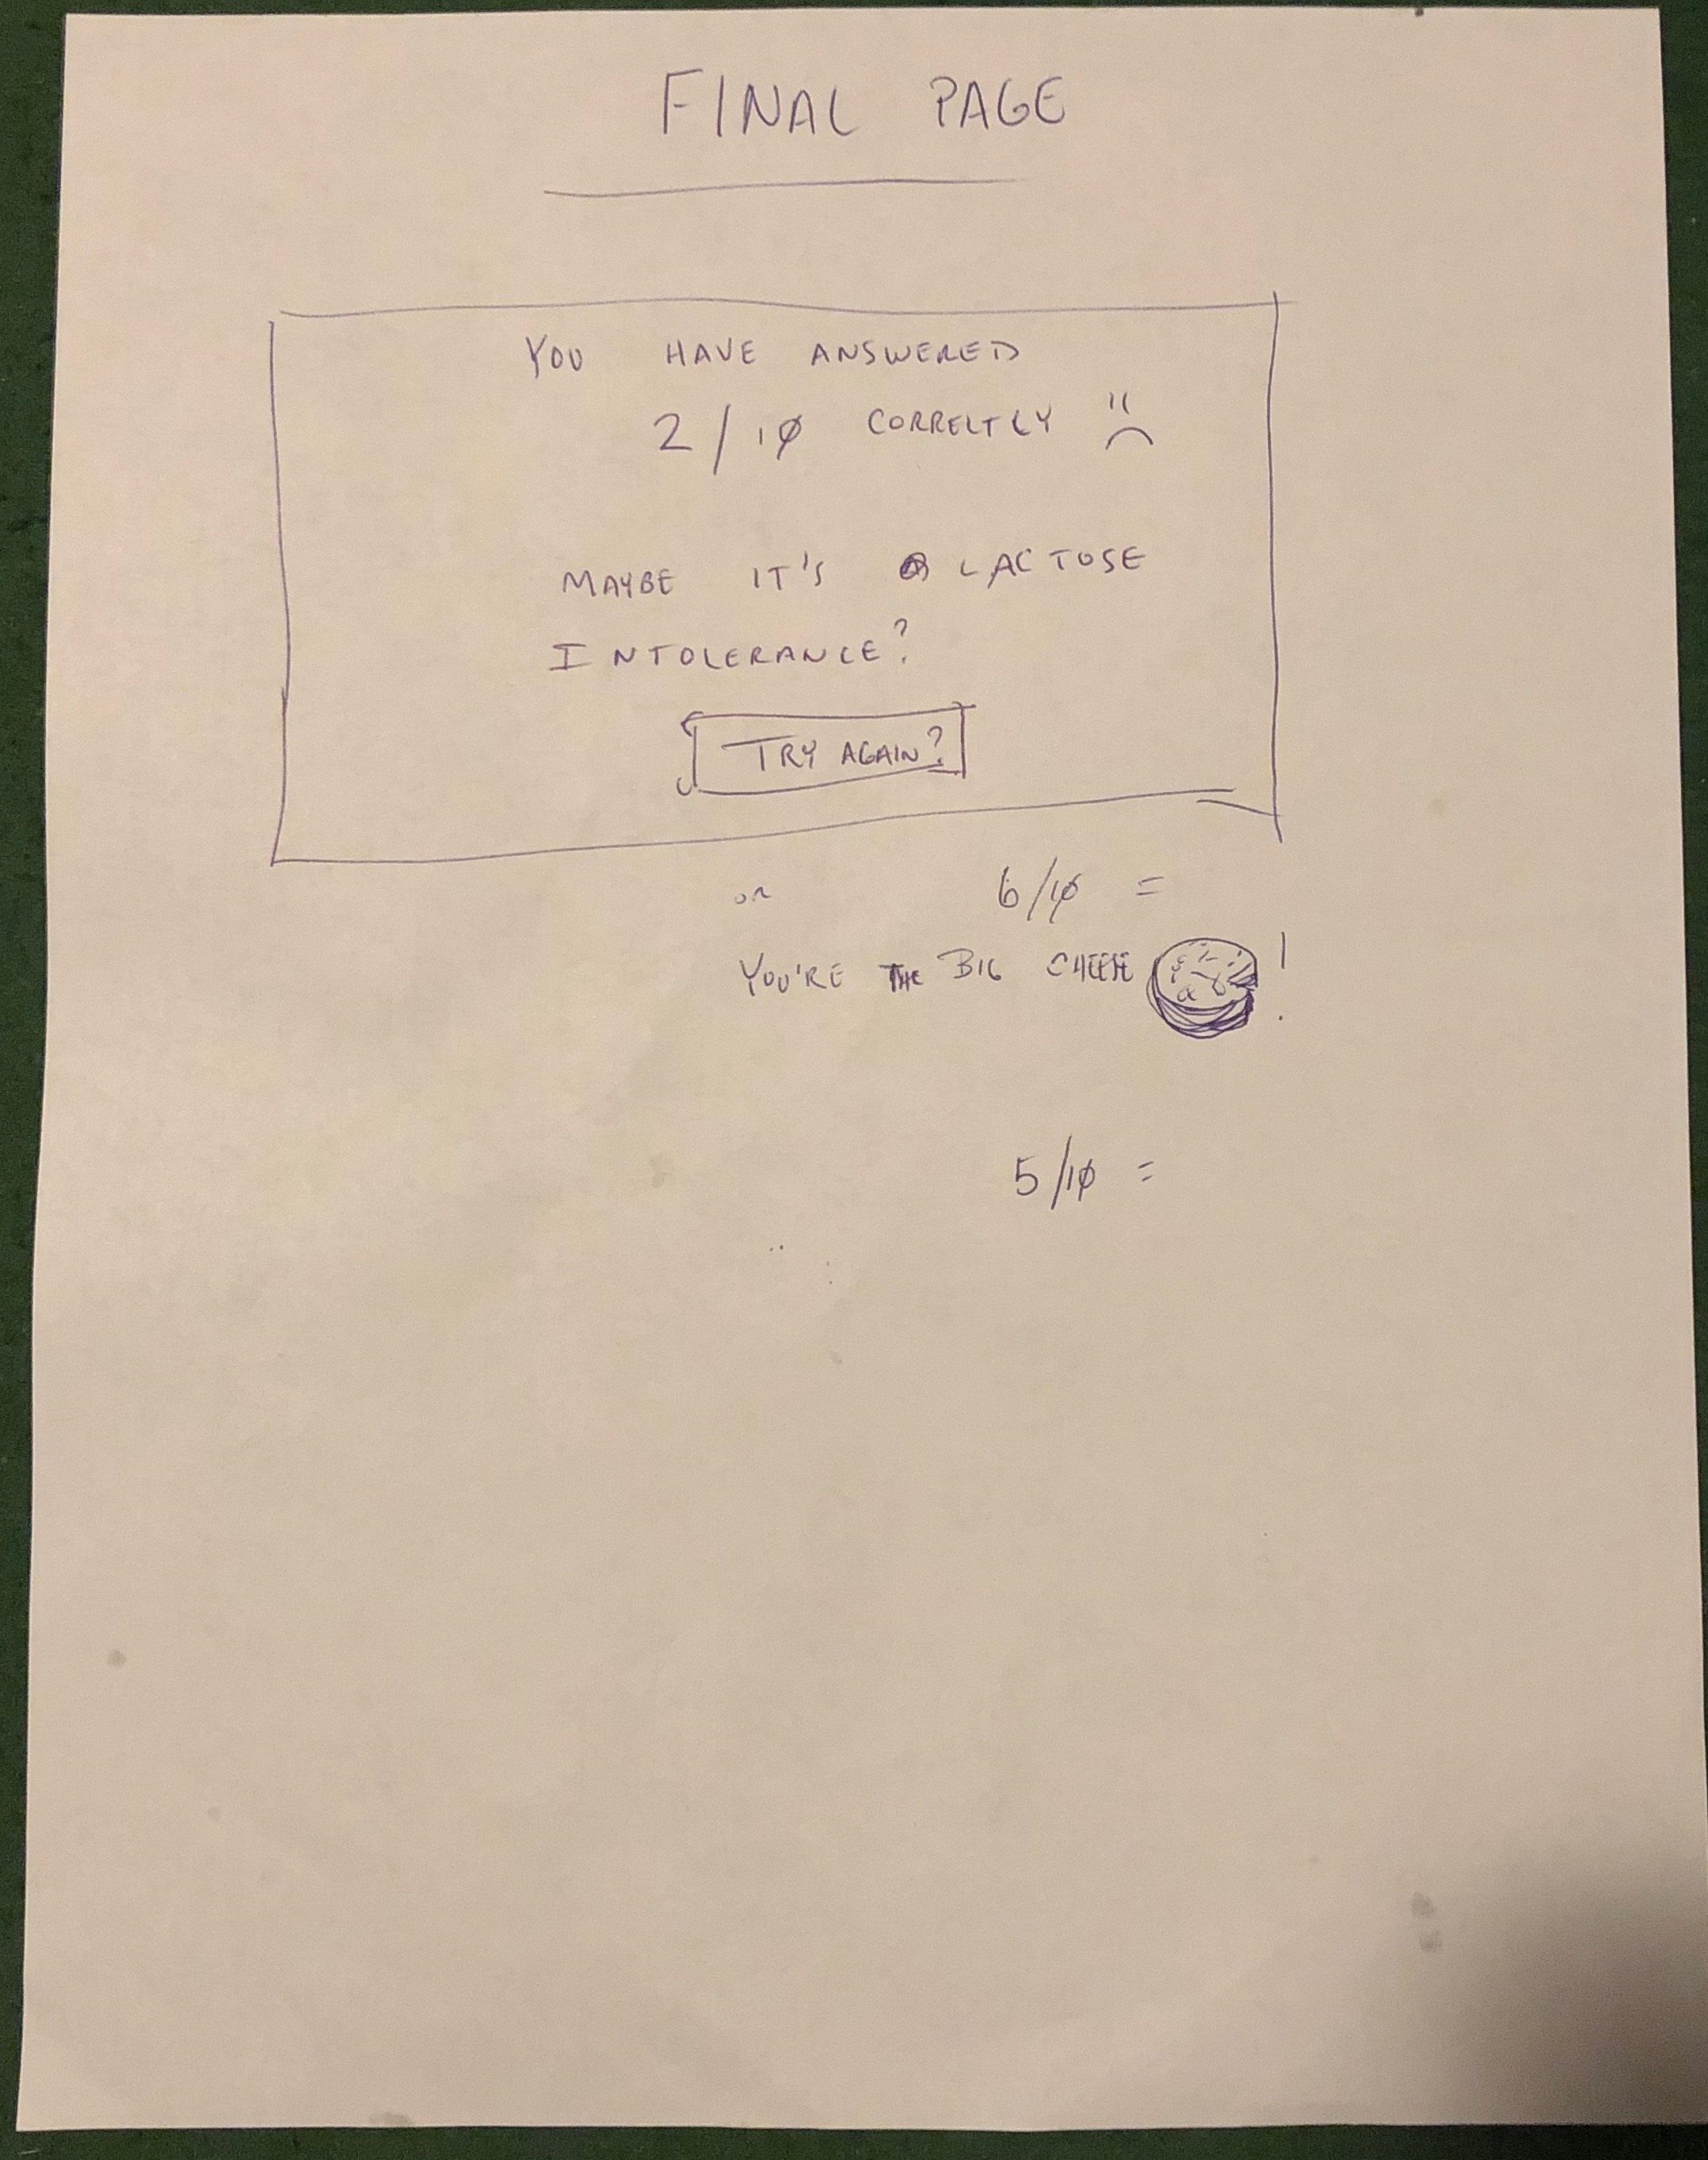 FINAL PAGE
YOU HAVE ANSWERED
2/10 CORRECTLY
MAYBE IT'S LACTOSE
INTOLERANCE?
TRY AGAIN?
or 6/10 =
YOU'RE THE BIG CHEESE !
5/10 =